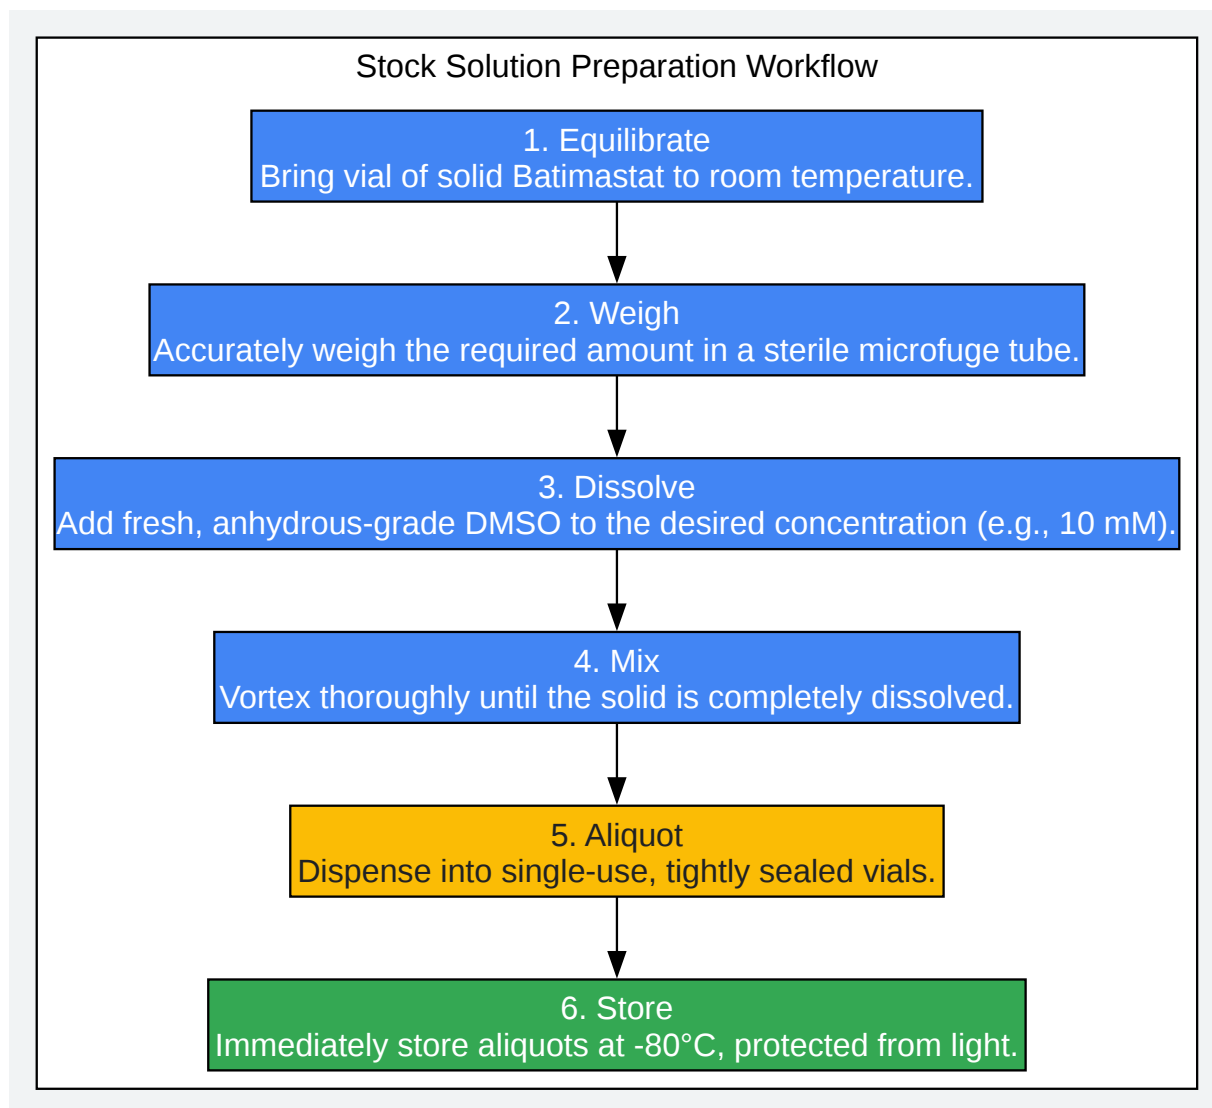 Stock Solution Preparation Workflow
1. Equilibrate
Bring vial of solid Batimastat to room temperature.
2. Weigh
Accurately weigh the required amount in a sterile microfuge tube.
3. Dissolve
Add fresh, anhydrous-grade DMSO to the desired concentration (e.g., 10 mM).
4. Mix
Vortex thoroughly until the solid is completely dissolved.
5. Aliquot
Dispense into single-use, tightly sealed vials.
6. Store
Immediately store aliquots at -80°C, protected from light.